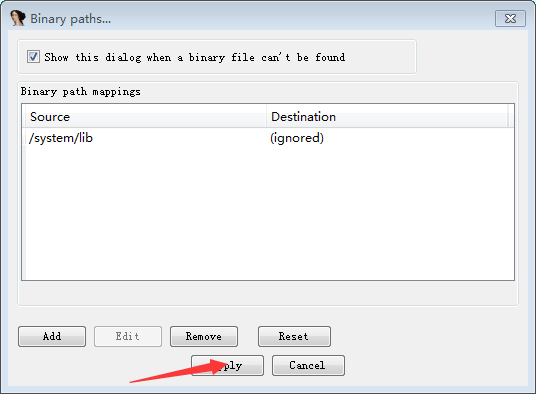 Binary paths...
Show this dialog when a binary file can't be found
Binary path mappings
Source Destination
/system/lib (ignored)
Add Edit Remove Reset
Apply Cancel